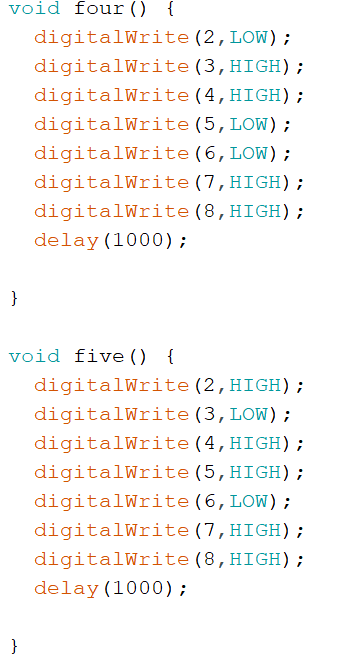 void four() {
  digitalWrite(2,LOW);
  digitalWrite(3,HIGH);
  digitalWrite(4,HIGH);
  digitalWrite(5,LOW);
  digitalWrite(6,LOW);
  digitalWrite(7,HIGH);
  digitalWrite(8,HIGH);
  delay(1000);

}

void five() {
  digitalWrite(2,HIGH);
  digitalWrite(3,LOW);
  digitalWrite(4,HIGH);
  digitalWrite(5,HIGH);
  digitalWrite(6,LOW);
  digitalWrite(7,HIGH);
  digitalWrite(8,HIGH);
  delay(1000);

}